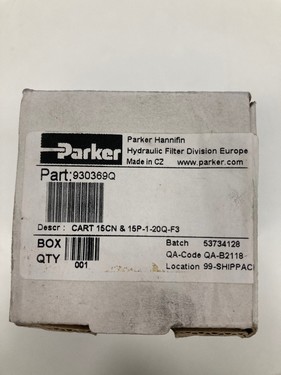 Parker
Parker Hannifin
Hydraulic Filter Division Europe
Made in CZ www.parker.com
Part:930369Q
Descr : CART 15CN & 15P-1-20Q-F3
BOX
QTY 001
Batch 53734128
QA-Code QA-B2118
Location 99-SHIPPAC